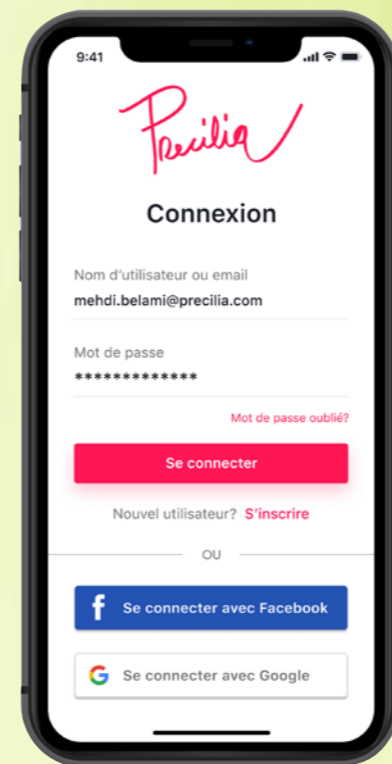 9:41
Precilia
Connexion
Nom d'utilisateur ou email
mehdi.belami@precilia.com
Mot de passe
*************
Mot de passe oublié?
Se connecter
Nouvel utilisateur? S'inscrire
OU
f Se connecter avec Facebook
G Se connecter avec Google